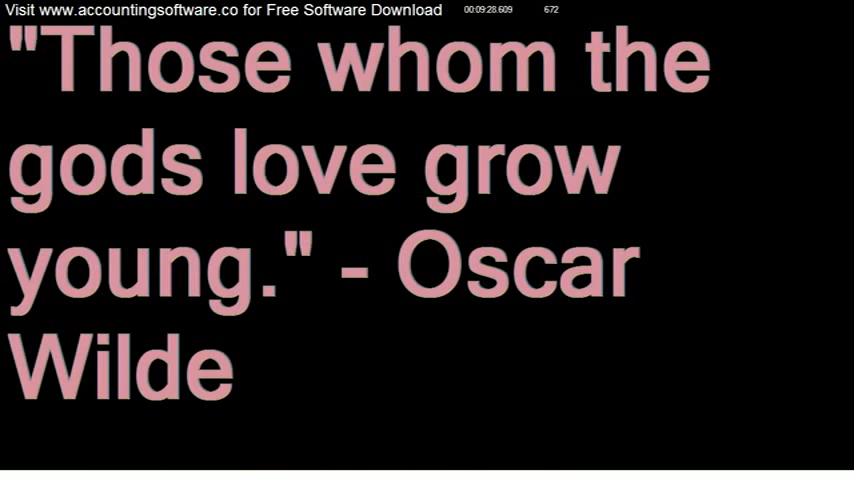 Visit www.accountingsoftware.co for Free Software Download 00:09:28.609 672
"Those whom the
gods love grow
young." - Oscar
Wilde